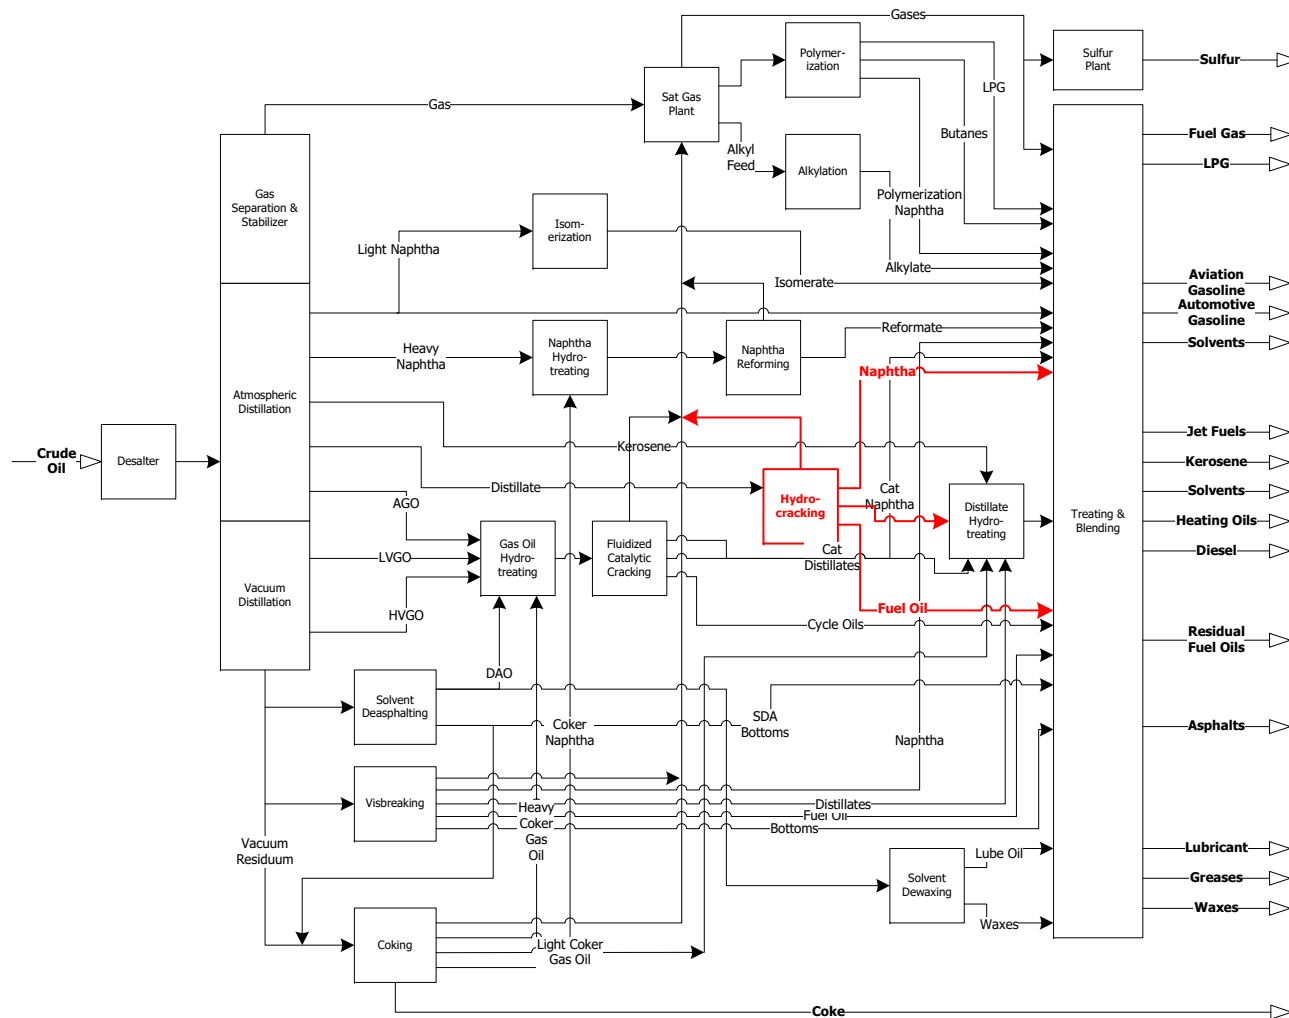 Gases
Polymer-
ization
Sulfur
Plant
Sulfur
LPG
Sat Gas
Plant
Gas
Butanes
Fuel Gas
LPG
Alkyl
Feed
Alkylation
Gas
Separation &
Stabilizer
Polymerization
Naphtha
Isom-
erization
Light Naphtha
Alkylate
Isomerate
Aviation
Gasoline
Automotive
Gasoline
Reformate
Solvents
Heavy
Naphtha
Naphtha
Hydro-
treating
Naphtha
Reforming
Naphtha
Atmospheric
Distillation
Jet Fuels
Kerosene
Crude
Oil
Desalter
Kerosene
Distillate
Hydro-
cracking
Cat
Naphtha
Distillate
Hydro-
treating
Treating &
Blending
Solvents
Heating Oils
AGO
Gas Oil
Hydro-
treating
Fluidized
Catalytic
Cracking
Cat
Distillates
Diesel
LVGO
Vacuum
Distillation
HVGO
Fuel Oil
Cycle Oils
Residual
Fuel Oils
DAO
Solvent
Deasphalting
Coker
Naphtha
SDA
Bottoms
Asphalts
Naphtha
Visbreaking
Heavy
Coker
Gas
Oil
Distillates
Fuel Oil
Bottoms
Vacuum
Residuum
Lube Oil
Lubricant
Solvent
Dewaxing
Greases
Waxes
Waxes
Coking
Light Coker
Gas Oil
Coke